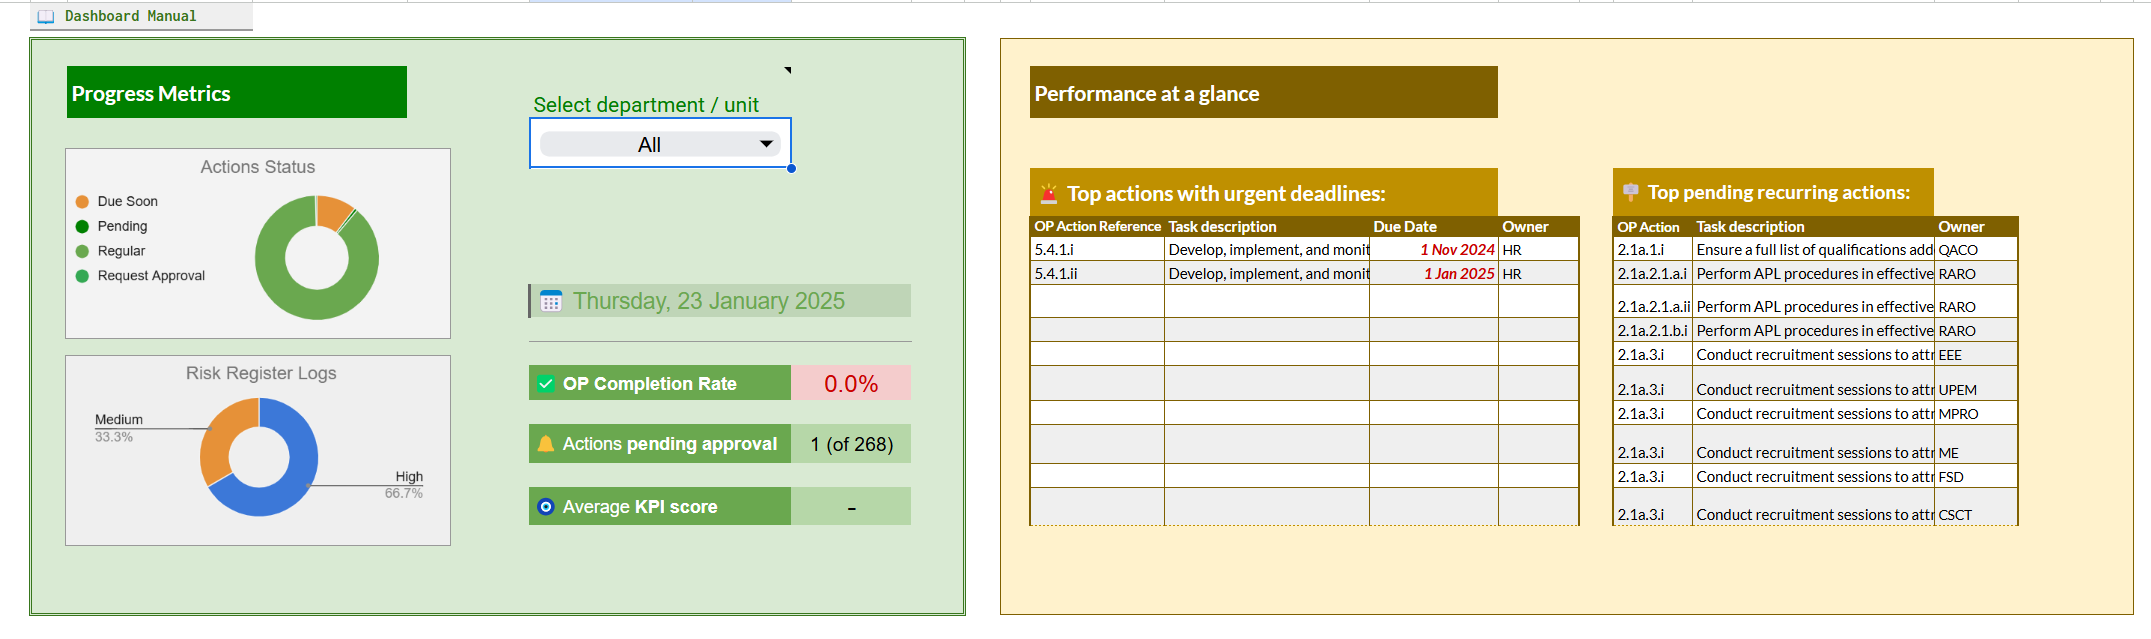 Dashboard Manual
Progress Metrics
Select department / unit
All
Actions Status
Due Soon
Pending
Regular
Request Approval
Thursday, 23 January 2025
Risk Register Logs
Medium
33.3%
High
66.7%
OP Completion Rate 0.0%
Actions pending approval 1 (of 268)
Average KPI score -
Performance at a glance
Top actions with urgent deadlines:
OP Action Reference Task description Due Date Owner
5.4.1.i Develop, implement, and monit 1 Nov 2024 HR
5.4.1.ii Develop, implement, and monit 1 Jan 2025 HR
Top pending recurring actions:
OP Action Task description Owner
2.1a.1.i Ensure a full list of qualifications add QACO
2.1a.2.1.a.i Perform APL procedures in effective RARO
2.1a.2.1.a.ii Perform APL procedures in effective RARO
2.1a.2.1.b.i Perform APL procedures in effective RARO
2.1a.3.i Conduct recruitment sessions to attr EEE
2.1a.3.i Conduct recruitment sessions to attr UPEM
2.1a.3.i Conduct recruitment sessions to attr MPRO
2.1a.3.i Conduct recruitment sessions to attr ME
2.1a.3.i Conduct recruitment sessions to attr FSD
2.1a.3.i Conduct recruitment sessions to attr CSCT